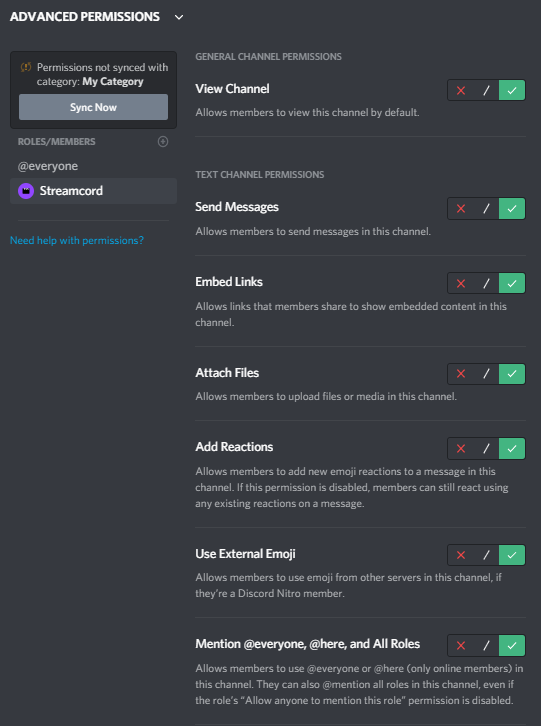 ADVANCED PERMISSIONS
Permissions not synced with
category: My Category
Sync Now
ROLES/MEMBERS
@everyone
Streamcord
Need help with permissions?
GENERAL CHANNEL PERMISSIONS
View Channel
Allows members to view this channel by default.
TEXT CHANNEL PERMISSIONS
Send Messages
Allows members to send messages in this channel.
Embed Links
Allows links that members share to show embedded content in this
channel.
Attach Files
Allows members to upload files or media in this channel.
Add Reactions
Allows members to add new emoji reactions to a message in this
channel. If this permission is disabled, members can still react using
any existing reactions on a message.
Use External Emoji
Allows members to use emoji from other servers in this channel, if
they're a Discord Nitro member.
Mention @everyone, @here, and All Roles
Allows members to use @everyone or @here (only online members) in
this channel. They can also @mention all roles in this channel, even if
the role's “Allow anyone to mention this role” permission is disabled.